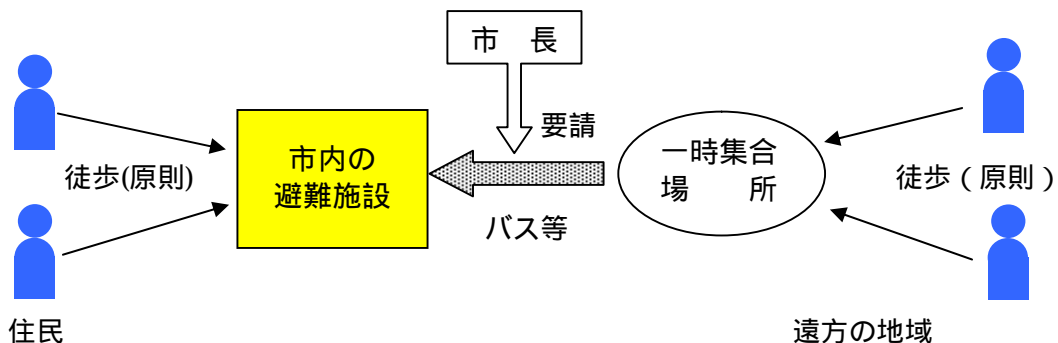 市　長
要請
徒歩(原則)
市内の
避難施設
バス等
一時集合
場　　所
徒歩（原則）
住民
遠方の地域